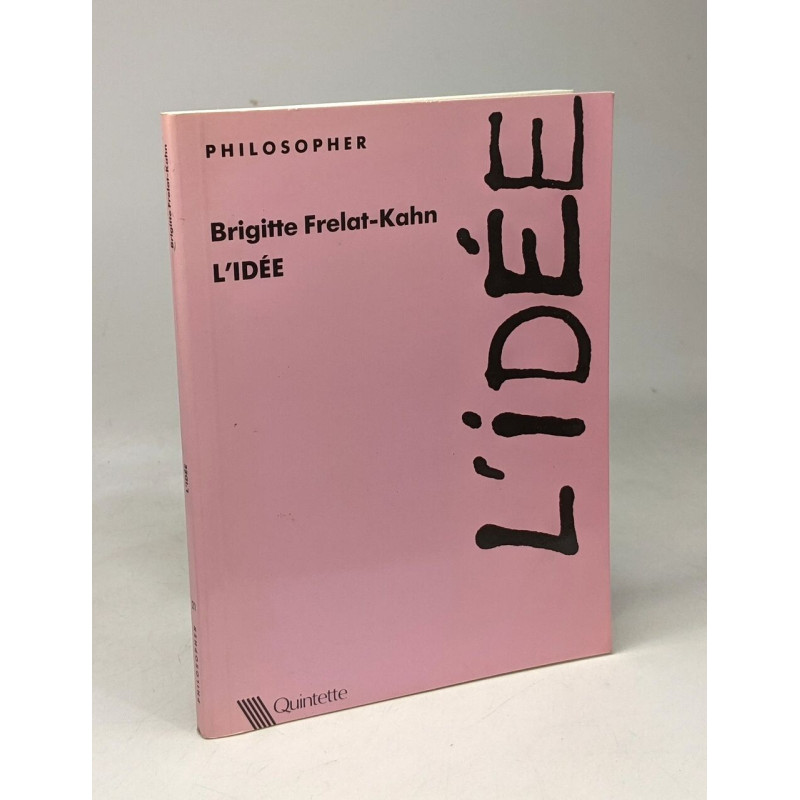 PHILOSOPHER
Brigitte Frelat-Kahn
L'IDÉE
L'iDÉE
Quintette
Brigitte Frelat-Kahn
L'IDÉE
PHILOSOPHER